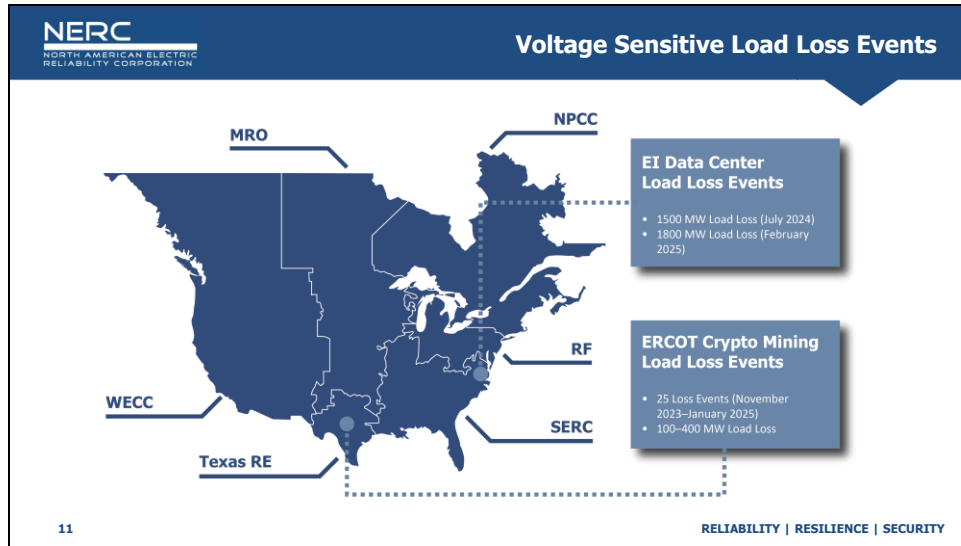 NERC
NORTH AMERICAN ELECTRIC
RELIABILITY CORPORATION
Voltage Sensitive Load Loss Events
MRO
NPCC
EI Data Center
Load Loss Events
• 1500 MW Load Loss (July 2024)
• 1800 MW Load Loss (February
2025)
RF
ERCOT Crypto Mining
Load Loss Events
• 25 Loss Events (November
2023–January 2025)
• 100–400 MW Load Loss
WECC
SERC
Texas RE
11
RELIABILITY | RESILIENCE | SECURITY